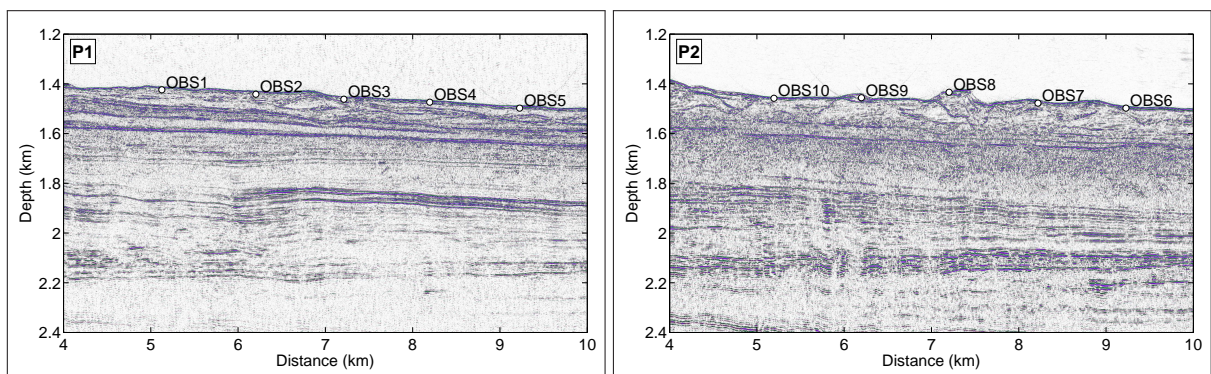 P1
OBS1
OBS2
OBS3
OBS4
OBS5
1.2
1.4
1.6
1.8
2
2.2
2.4
Depth (km)
4 5 6 7 8 9 10
Distance (km)
P2
OBS10
OBS9
OBS8
OBS7
OBS6
1.2
1.4
1.6
1.8
2
2.2
2.4
Depth (km)
4 5 6 7 8 9 10
Distance (km)